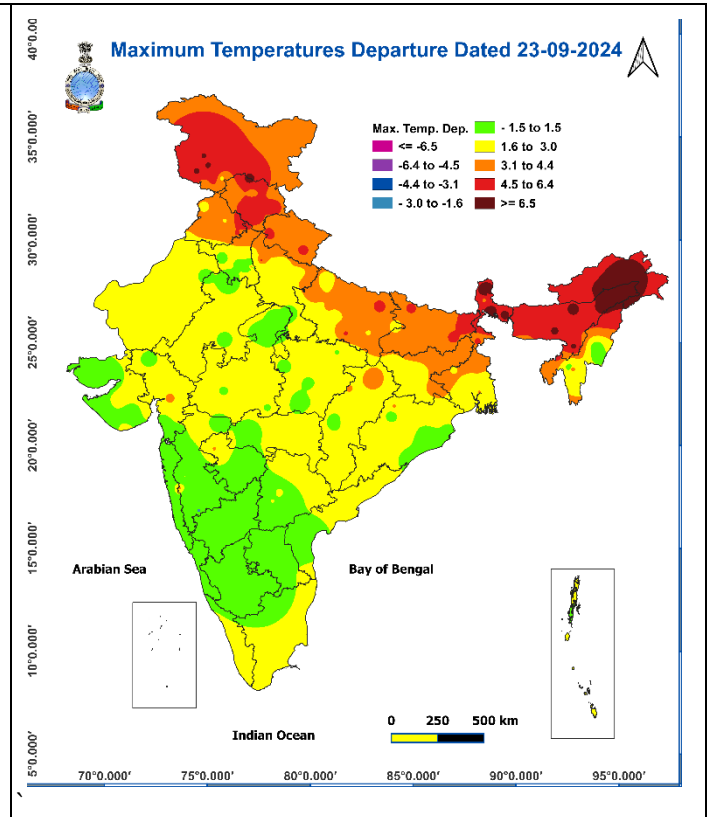 Maximum Temperatures Departure Dated 23-09-2024
Max. Temp. Dep.
<= -6.5
-6.4 to -4.5
-4.4 to -3.1
- 3.0 to -1.6
- 1.5 to 1.5
1.6 to 3.0
3.1 to 4.4
4.5 to 6.4
>= 6.5
40°0.00
35°0.000'
30°0.000'
25°0.000'
20°0.000'
15°0.000'
10°0.000'
5°0.000'
Arabian Sea
Bay of Bengal
Indian Ocean
0 250 500 km
70°0.000' 75°0.000' 80°0.000' 85°0.000' 90°0.000' 95°0.000'
`